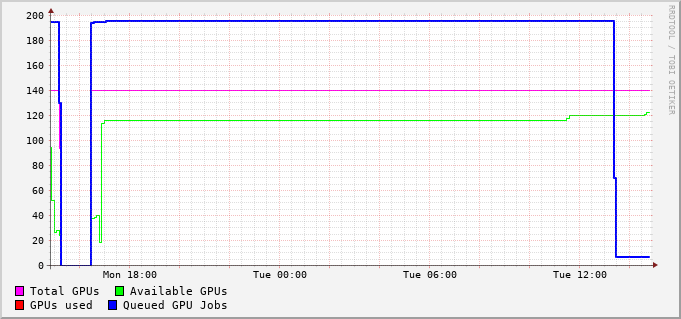 200
180
160
140
120
100
80
60
40
20
0
Mon 18:00 Tue 00:00 Tue 06:00 Tue 12:00
Total GPUs Available GPUs
GPUs used Queued GPU Jobs
RRDTOOL / TOBI OETIKER